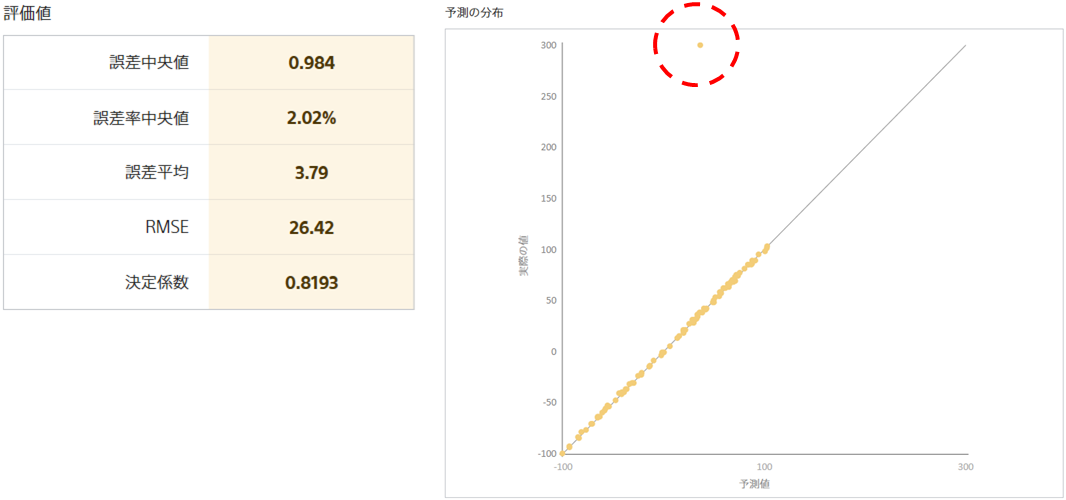 評価値
誤差中央値 0.984
誤差率中央値 2.02%
誤差平均 3.79
RMSE 26.42
決定係数 0.8193
予測の分布
300
250
200
150
100
50
0
-50
-100
実際の値
-100 100 300
予測値